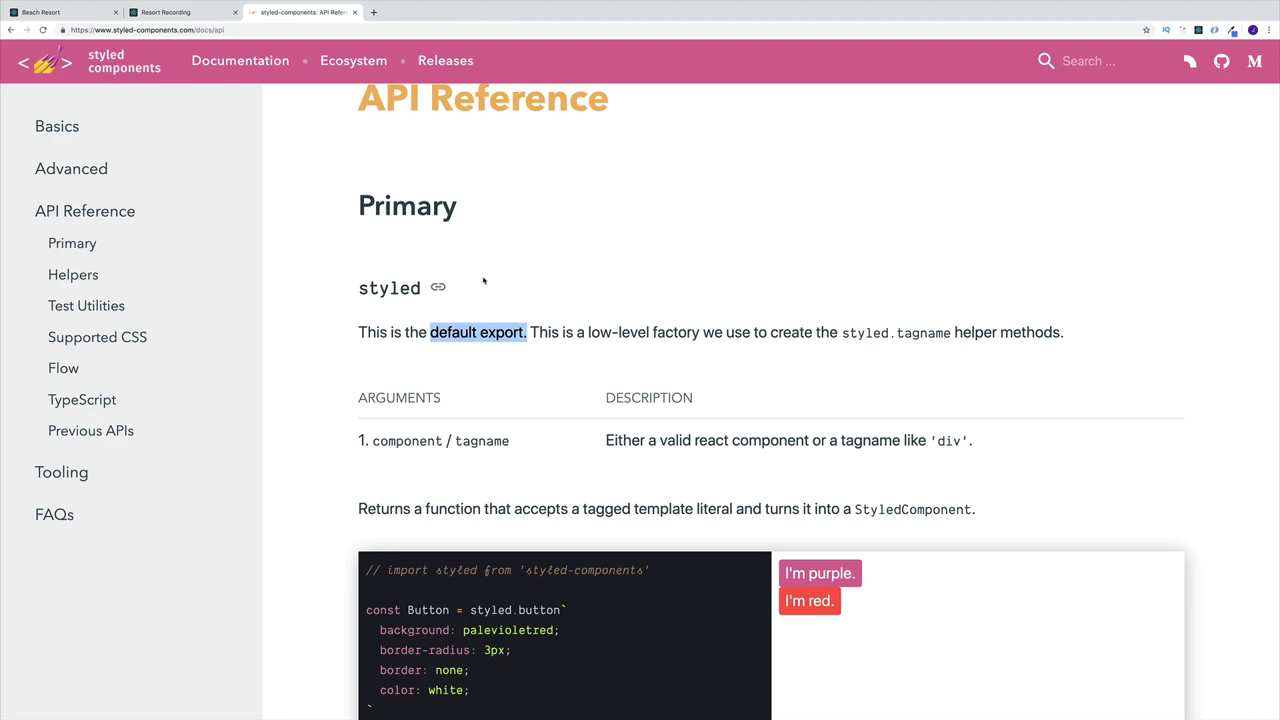 Beach Resort
Resort Recording
styled-components: API Refere
https://www.styled-components.com/docs/api
styled
components
Documentation • Ecosystem • Releases
Search ...
Basics
Advanced
API Reference
Primary
Helpers
Test Utilities
Supported CSS
Flow
TypeScript
Previous APIs
Tooling
FAQs
API Reference
Primary
styled
This is the default export. This is a low-level factory we use to create the styled.tagname helper methods.
ARGUMENTS DESCRIPTION
1. component / tagname Either a valid react component or a tagname like 'div'.
Returns a function that accepts a tagged template literal and turns it into a StyledComponent.
// import styled from 'styled-components'
const Button = styled.button`
background: palevioletred;
border-radius: 3px;
border: none;
color: white;
`
I'm purple.
I'm red.